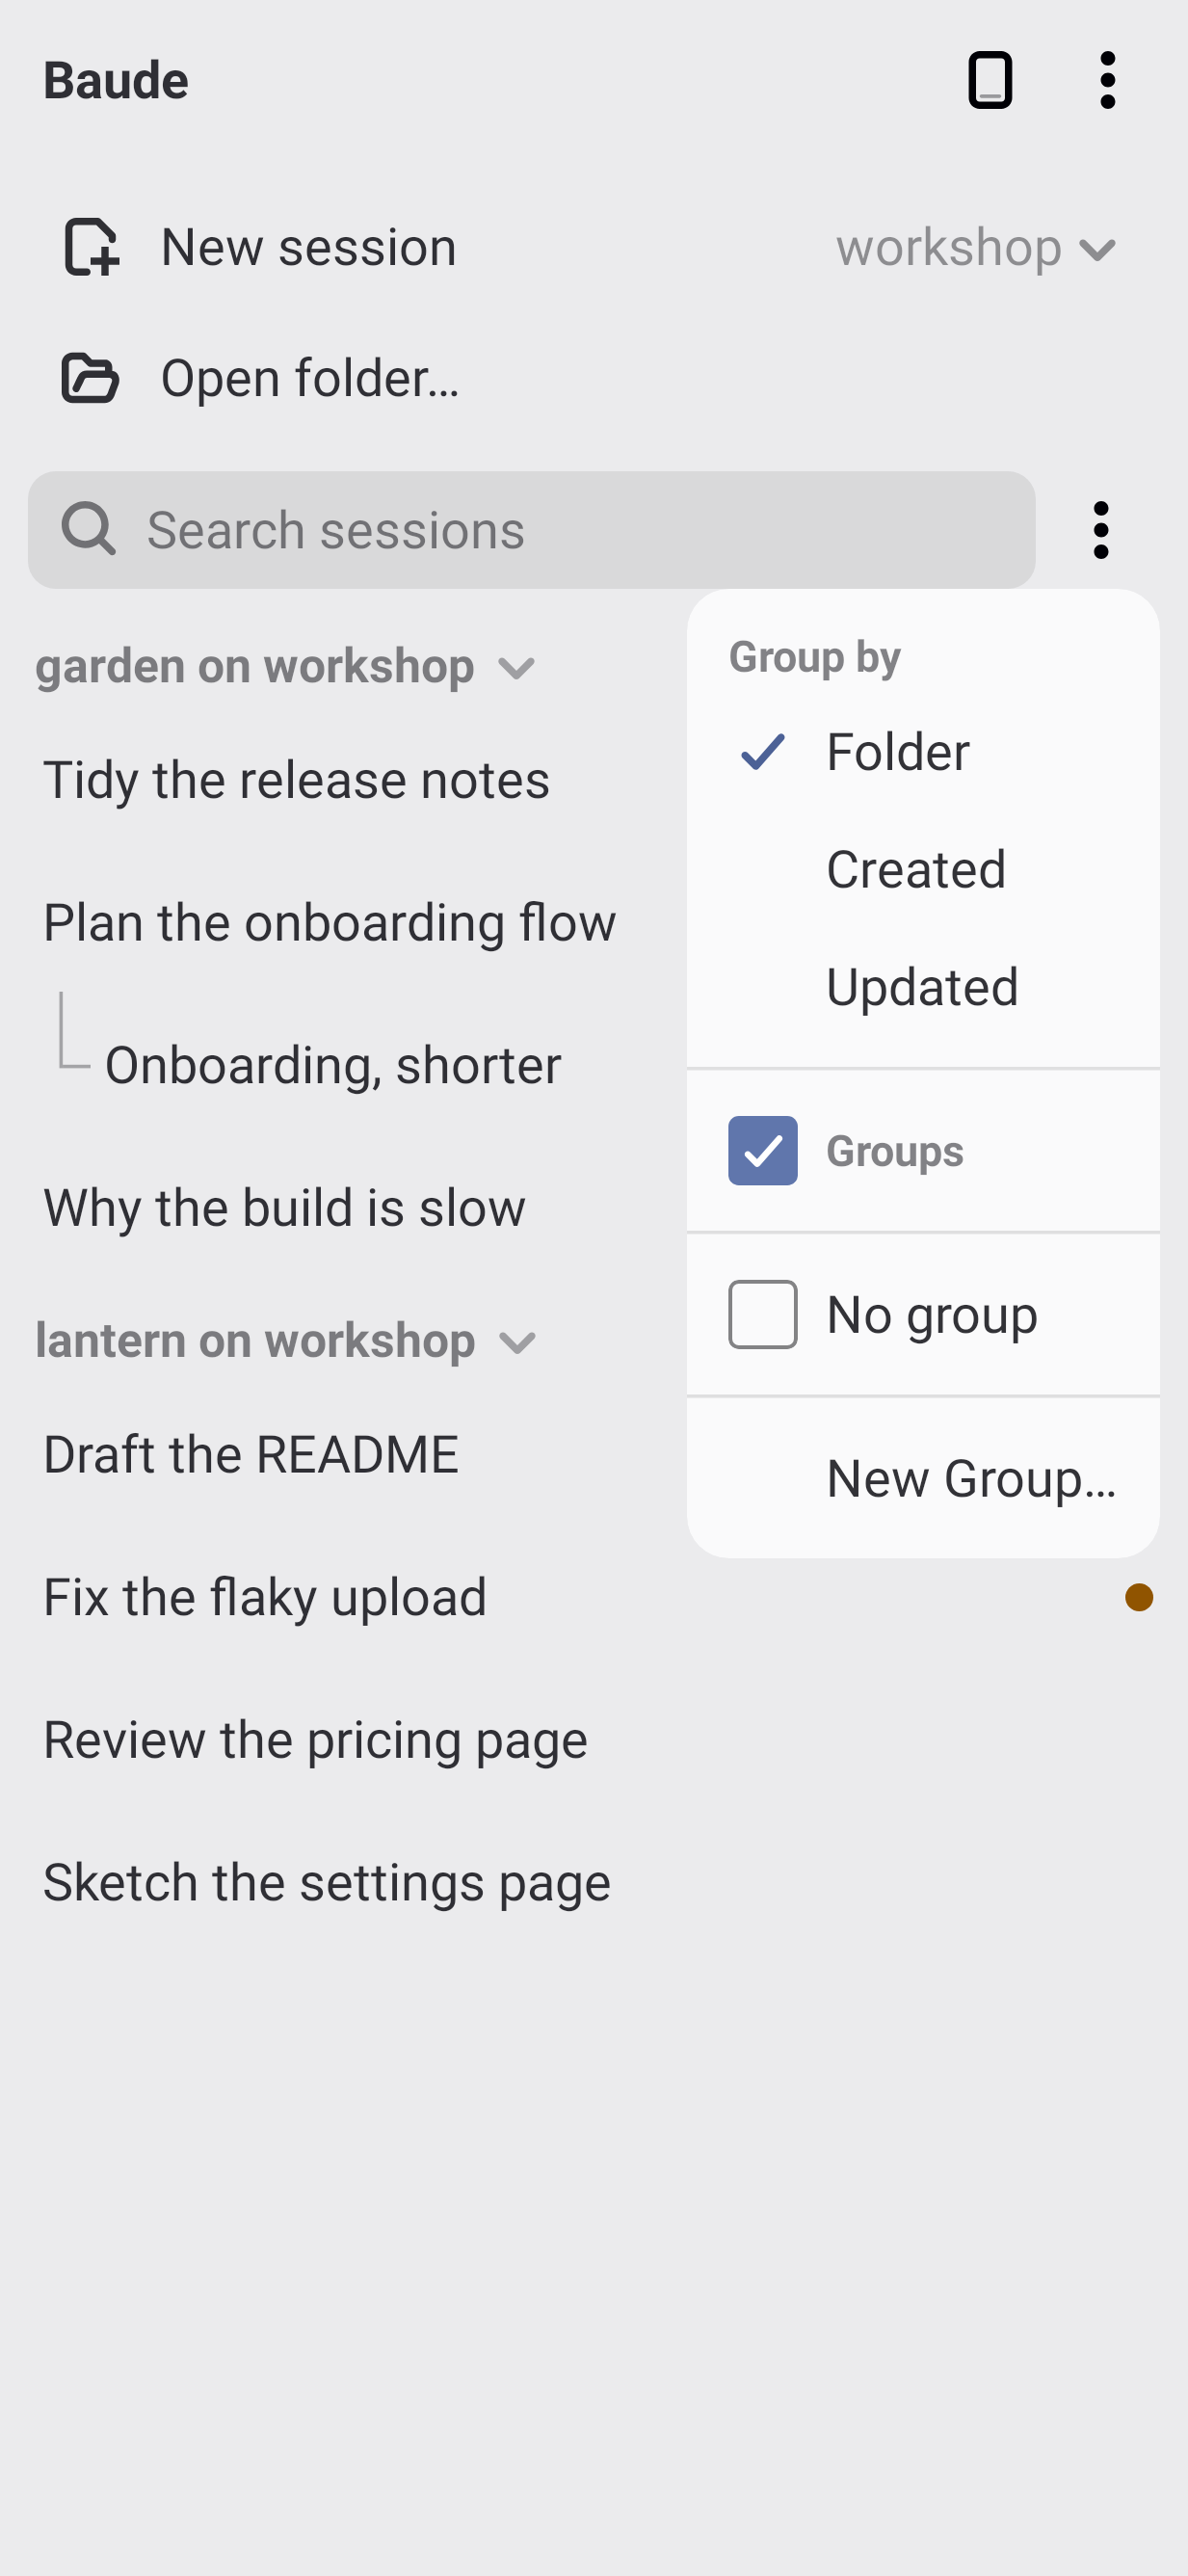 Baude
New session
workshop
Open folder...
Search sessions
garden on workshop
Tidy the release notes
Plan the onboarding flow
Onboarding, shorter
Why the build is slow
lantern on workshop
Draft the README
Fix the flaky upload
Review the pricing page
Sketch the settings page
Group by
Folder
Created
Updated
Groups
No group
New Group...